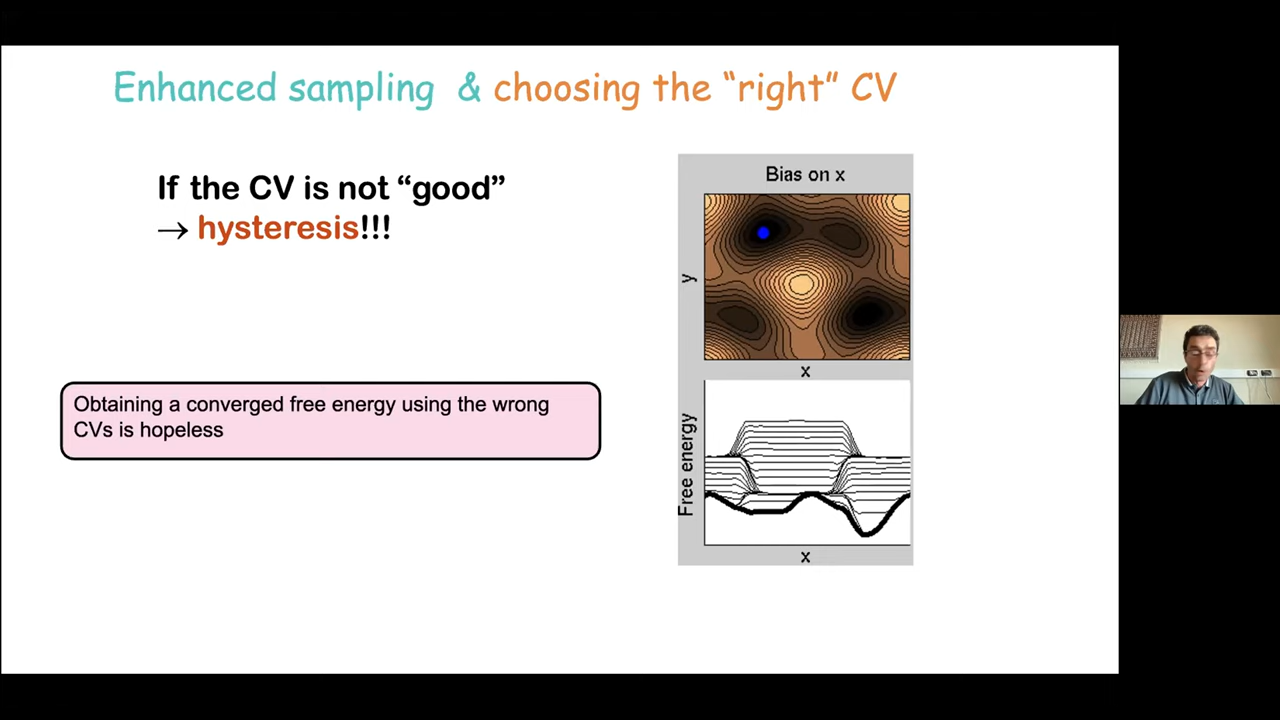 Enhanced sampling & choosing the “right” CV
If the CV is not “good”
→ hysteresis!!!
Obtaining a converged free energy using the wrong
CVs is hopeless
Bias on x
y
x
Free energy
x